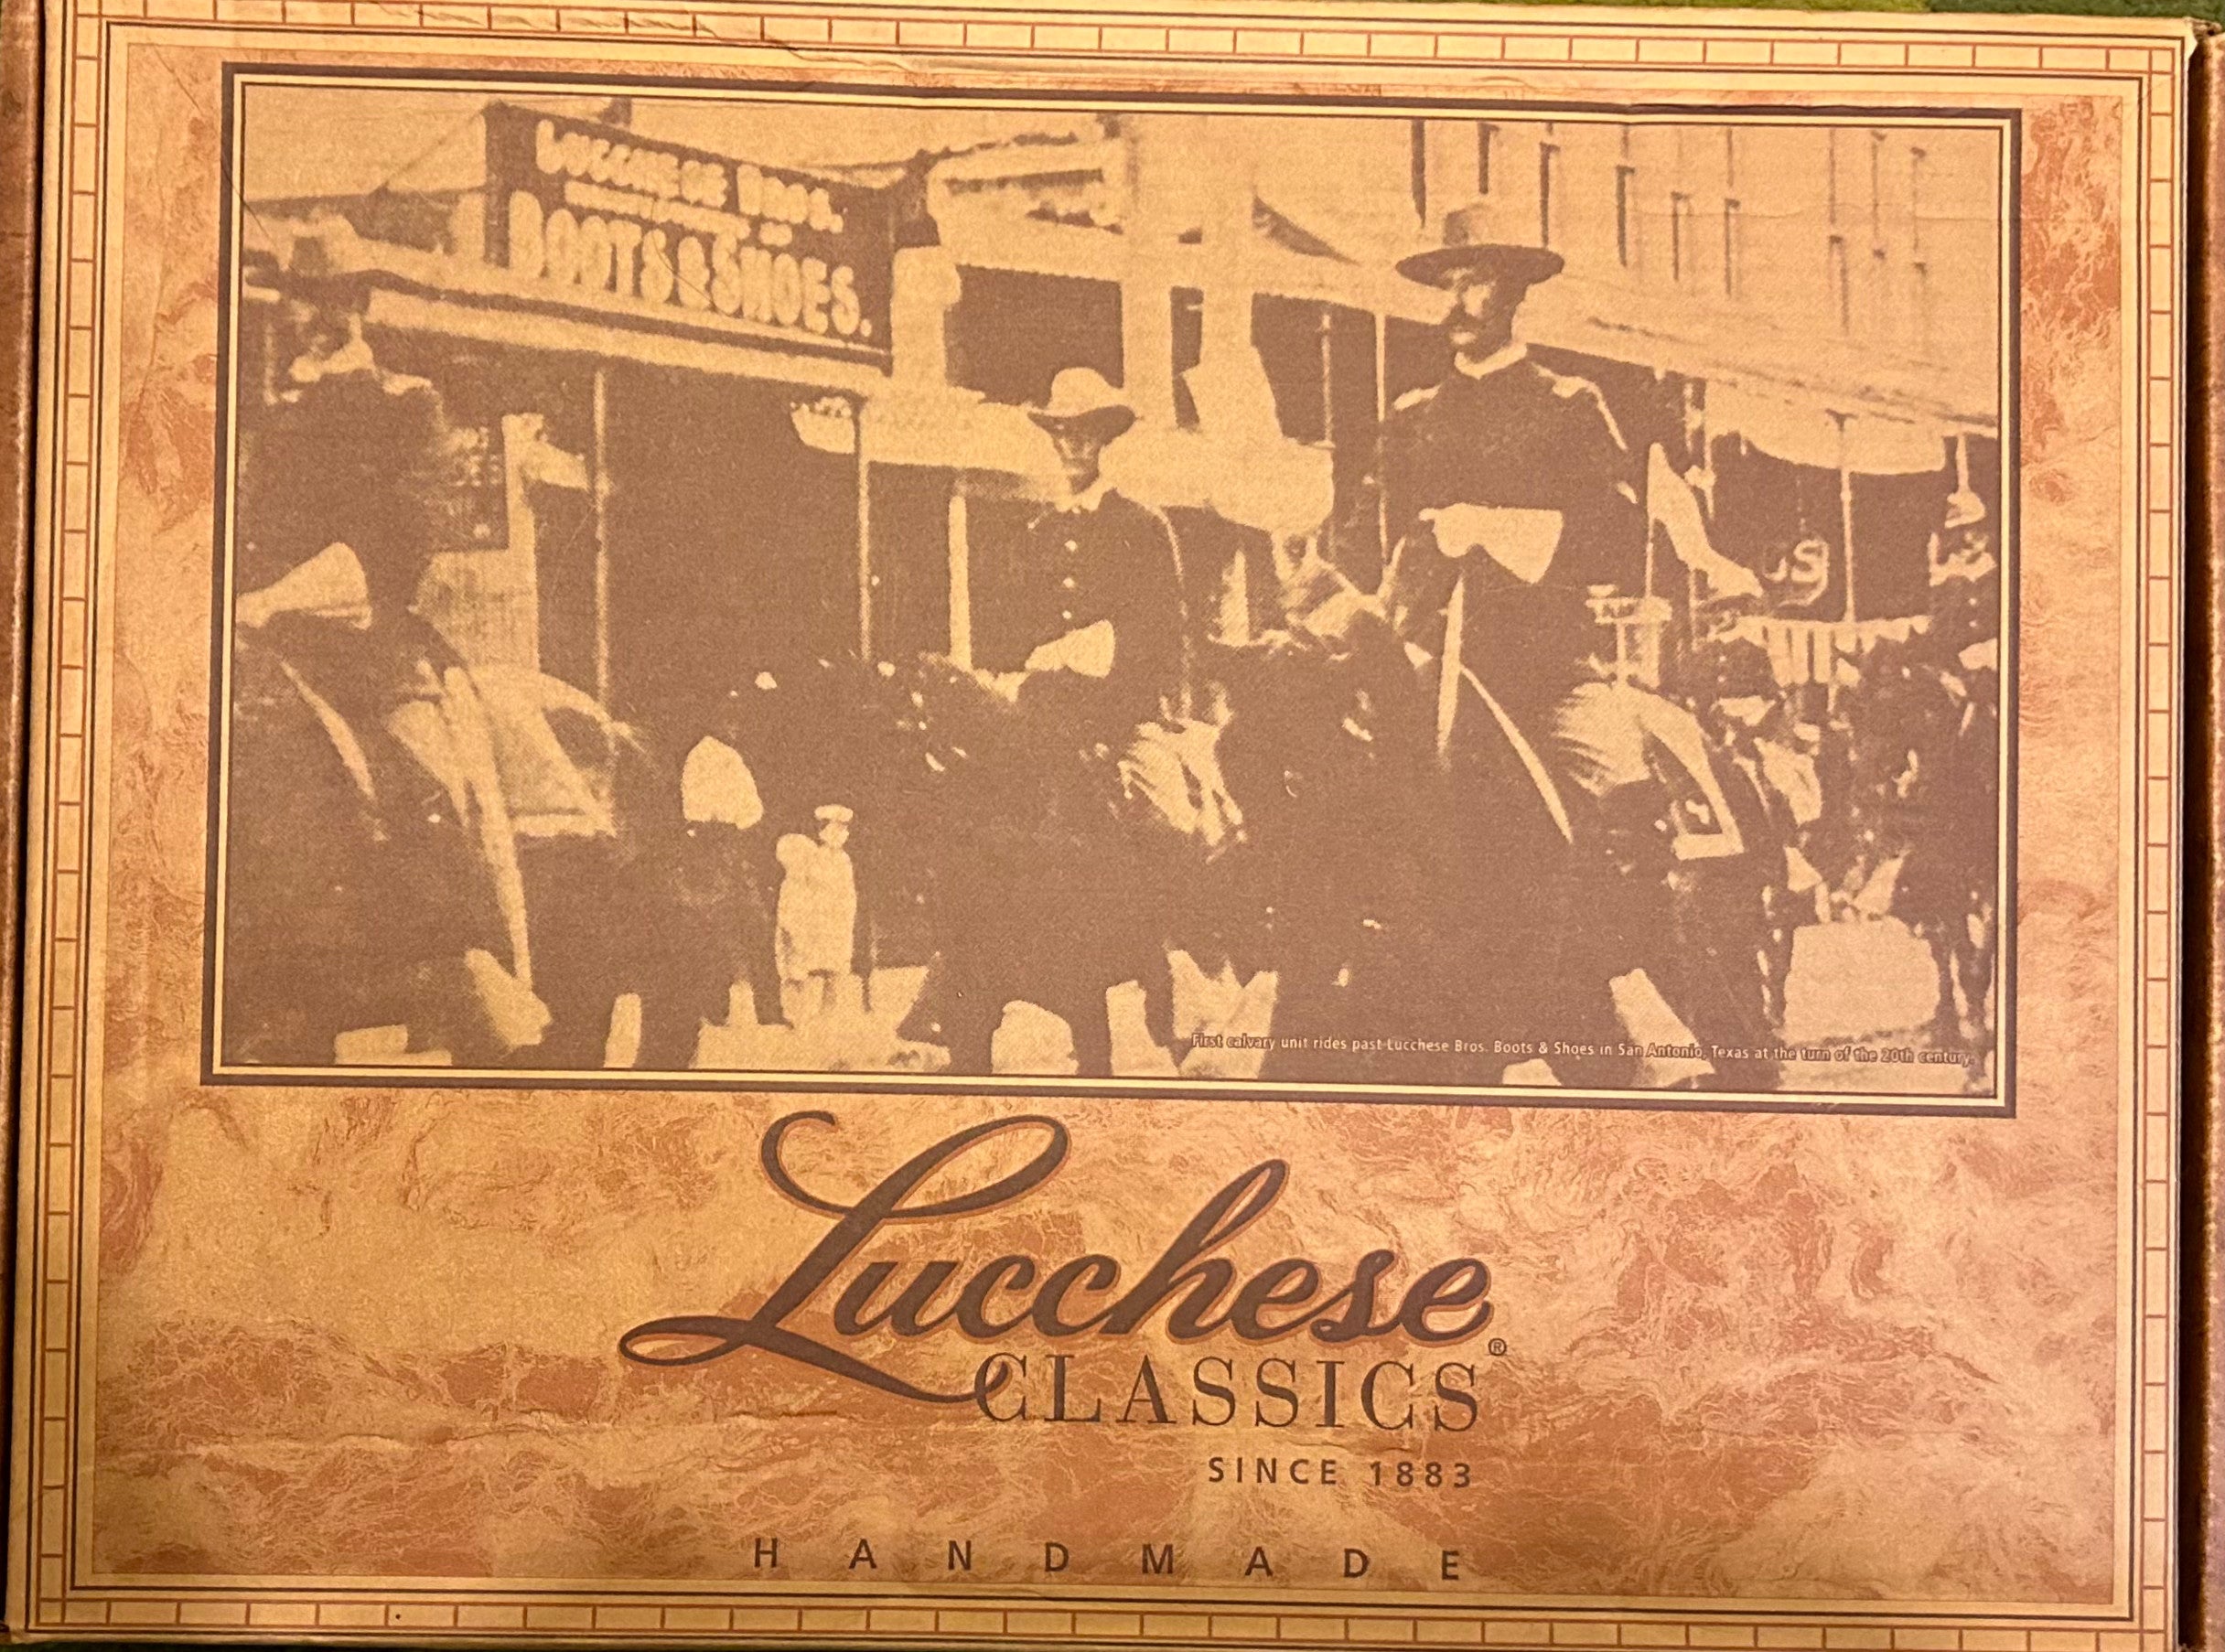 LUCCHESE BROS.
BOOTS & SHOES.
First calvary unit rides past Lucchese Bros. Boots & Shoes in San Antonio, Texas at the turn of the 20th century.
Lucchese®
CLASSICS
SINCE 1883
HANDMADE